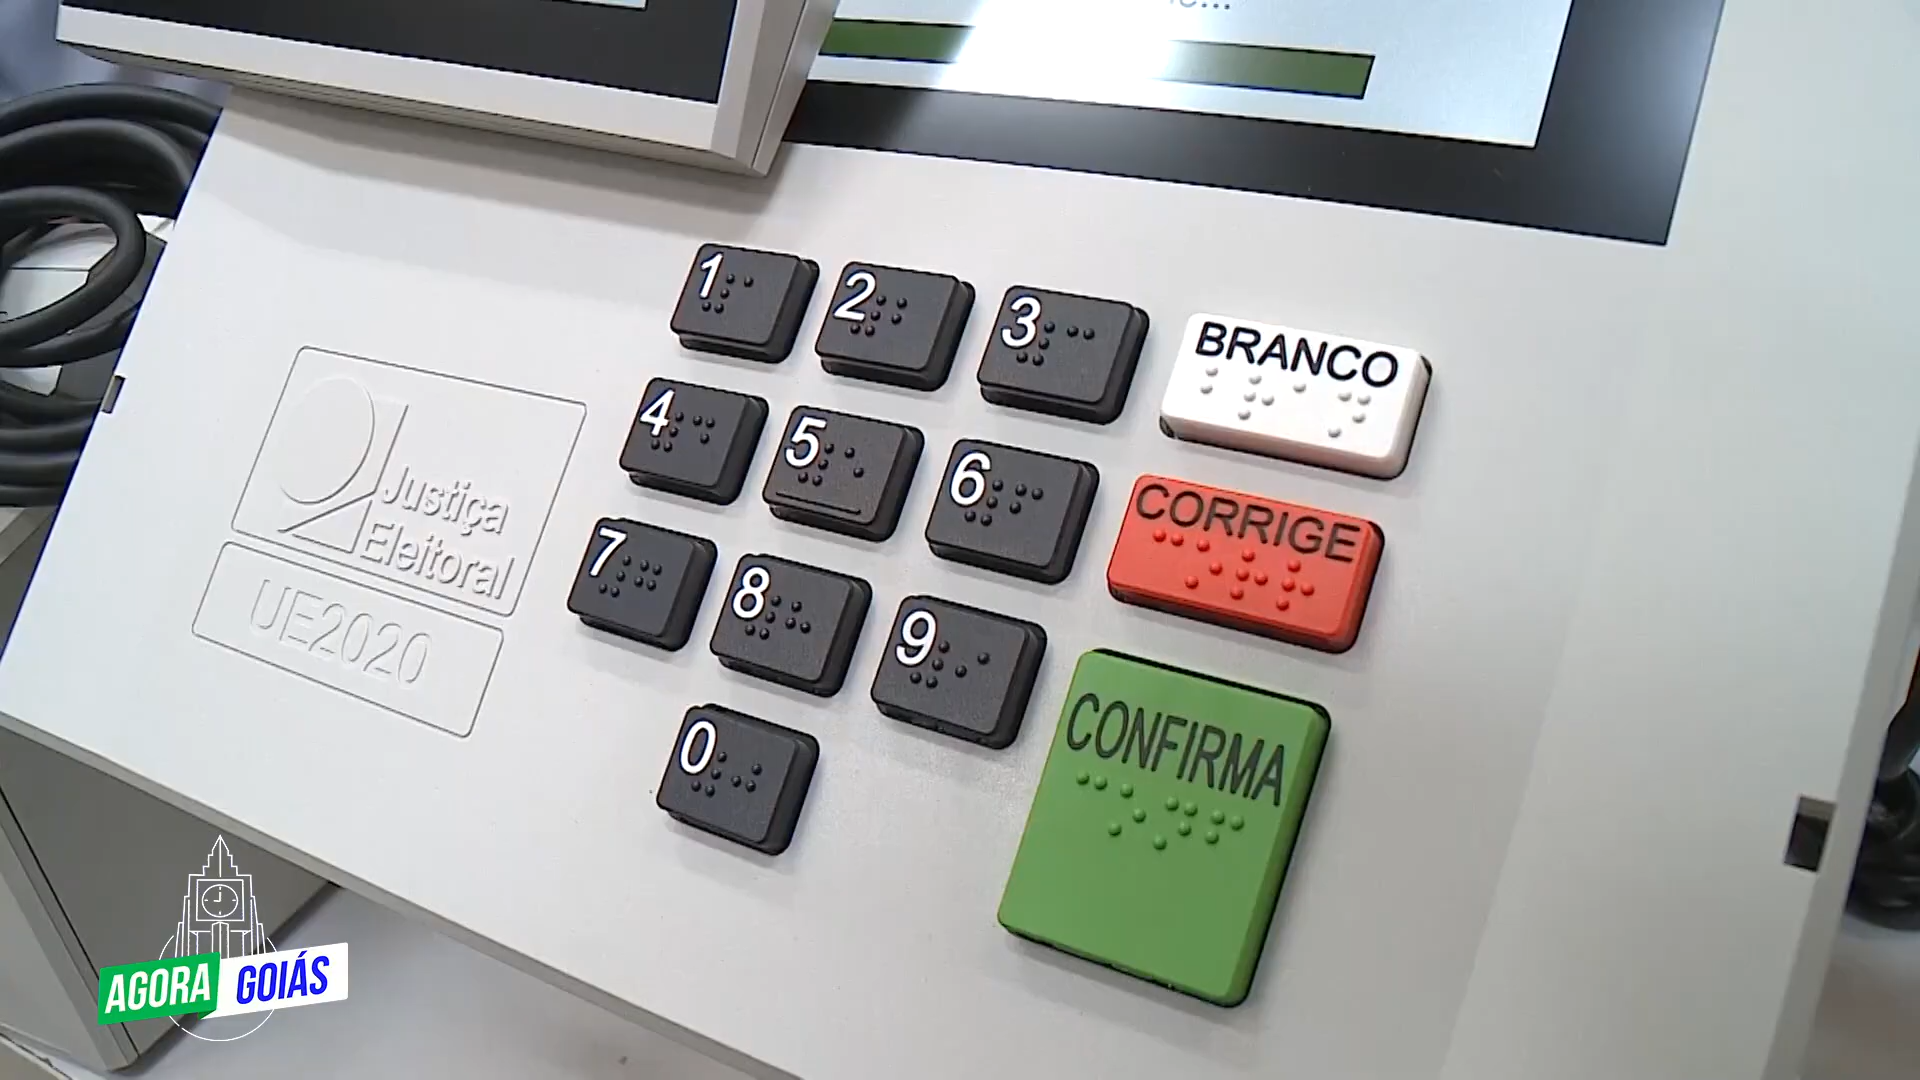 1
2
3
BRANCO
4
5
6
CORRIGE
7
8
9
CONFIRMA
0
Justiça
Eleitoral
UE2020
AGORA GOIÁS